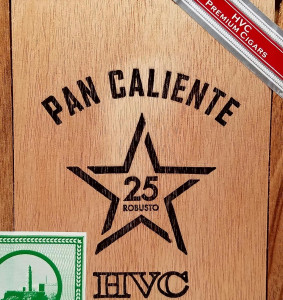 HVC
PREMIUM CIGARS
PAN CALIENTE
25
ROBUSTO
HVC